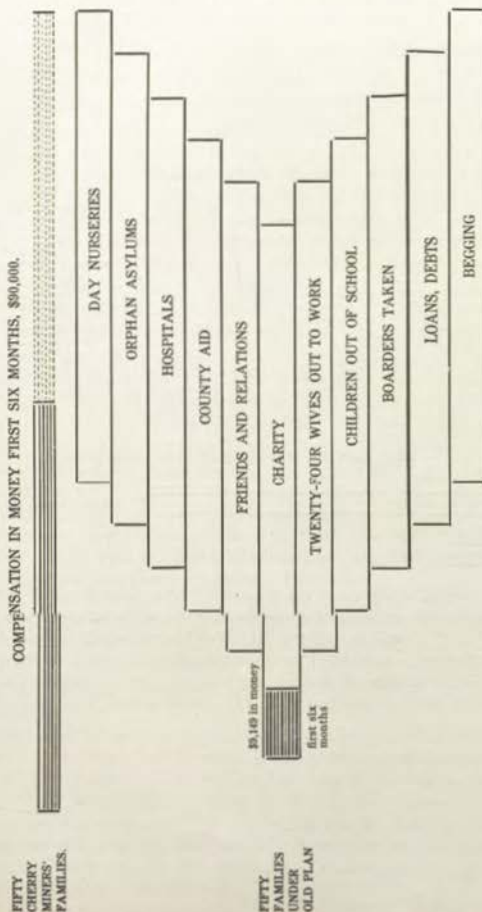 FIFTY
CHERRY
MINERS'
FAMILIES.
COMPENSATION IN MONEY FIRST SIX MONTHS, $90,000.
FIFTY
FAMILIES
UNDER
OLD PLAN
$9,149 in money
first six
months
DAY NURSERIES
ORPHAN ASYLUMS
HOSPITALS
COUNTY AID
FRIENDS AND RELATIONS
CHARITY
TWENTY-FOUR WIVES OUT TO WORK
CHILDREN OUT OF SCHOOL
BOARDERS TAKEN
LOANS, DEBTS
BEGGING